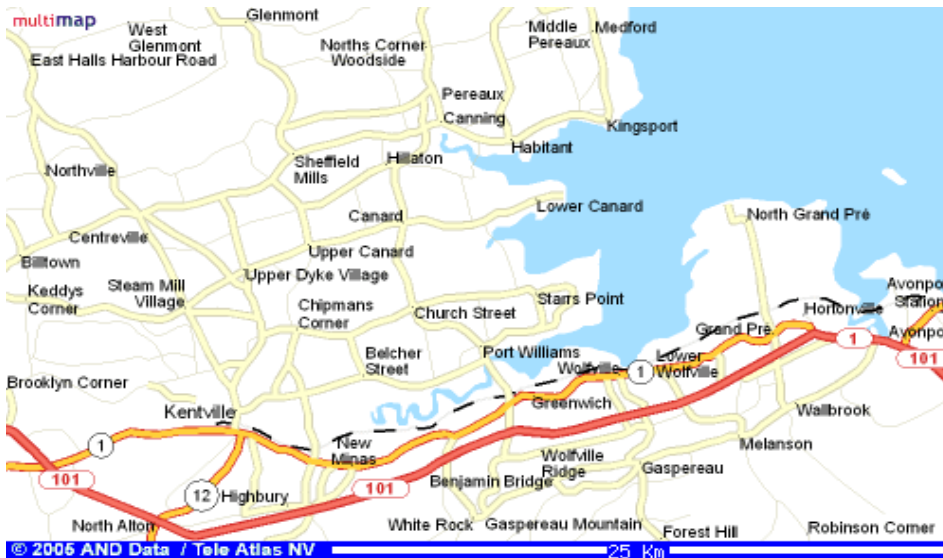 multimap
Glenmont
West
Glenmont
East Halls Harbour Road
Norths Corner
Woodside
Middle
Pereaux
Medford
Pereaux
Canning
Kingsport
Habitant
Northville
Sheffield
Mills
Hillaton
Lower Canard
Canard
North Grand Pré
Centreville
Upper Canard
Billtown
Upper Dyke Village
Keddys
Corner
Steam Mill
Village
Chipmans
Corner
Church Street
Starrs Point
Avonpo
Station
Hortonville
Grand Pré
Avonpo
1
101
Belcher
Street
Port Williams
Wolfville
1
Lower
Wolfville
Brooklyn Corner
Kentville
Greenwich
Wallbrook
1
New
Minas
Melanson
101
Wolfville
Ridge
Gaspereau
12
Highbury
101
Benjamin Bridge
North Alton
White Rock
Gaspereau Mountain
Forest Hill
Robinson Corner
© 2005 AND Data / Tele Atlas NV
25 Km